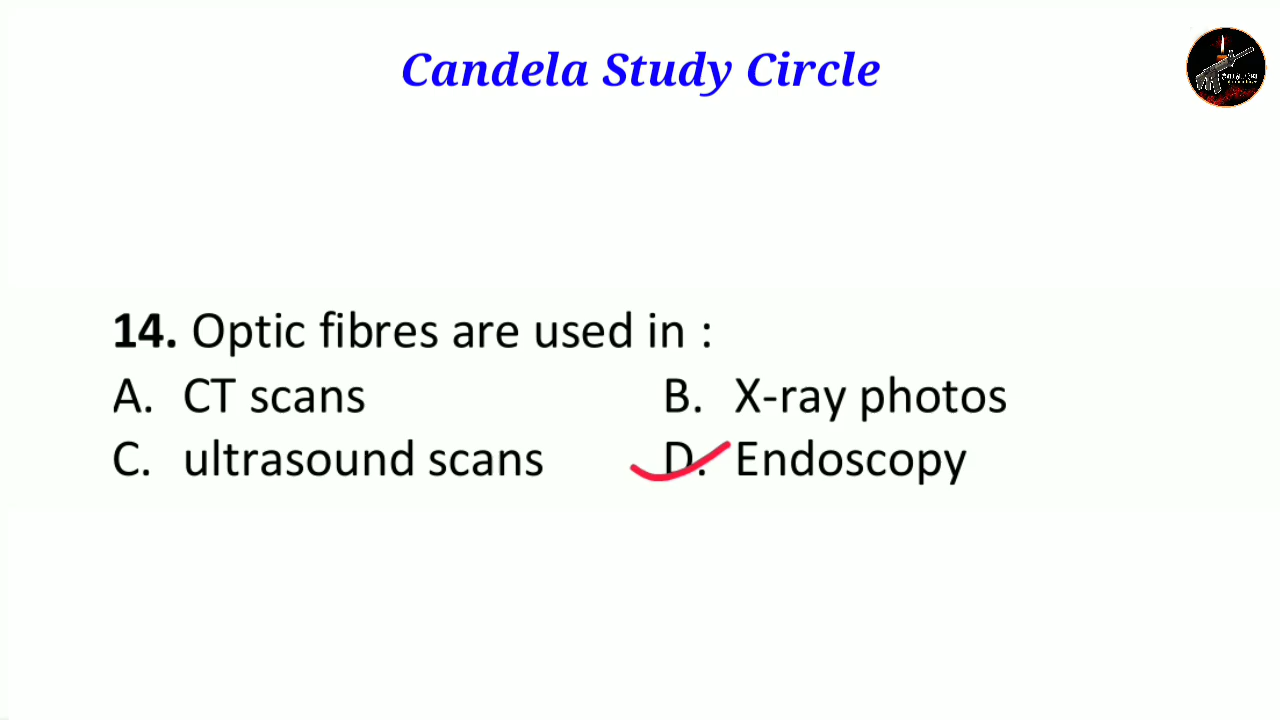 Candela Study Circle
14. Optic fibres are used in :
A. CT scans B. X-ray photos
C. ultrasound scans D. Endoscopy